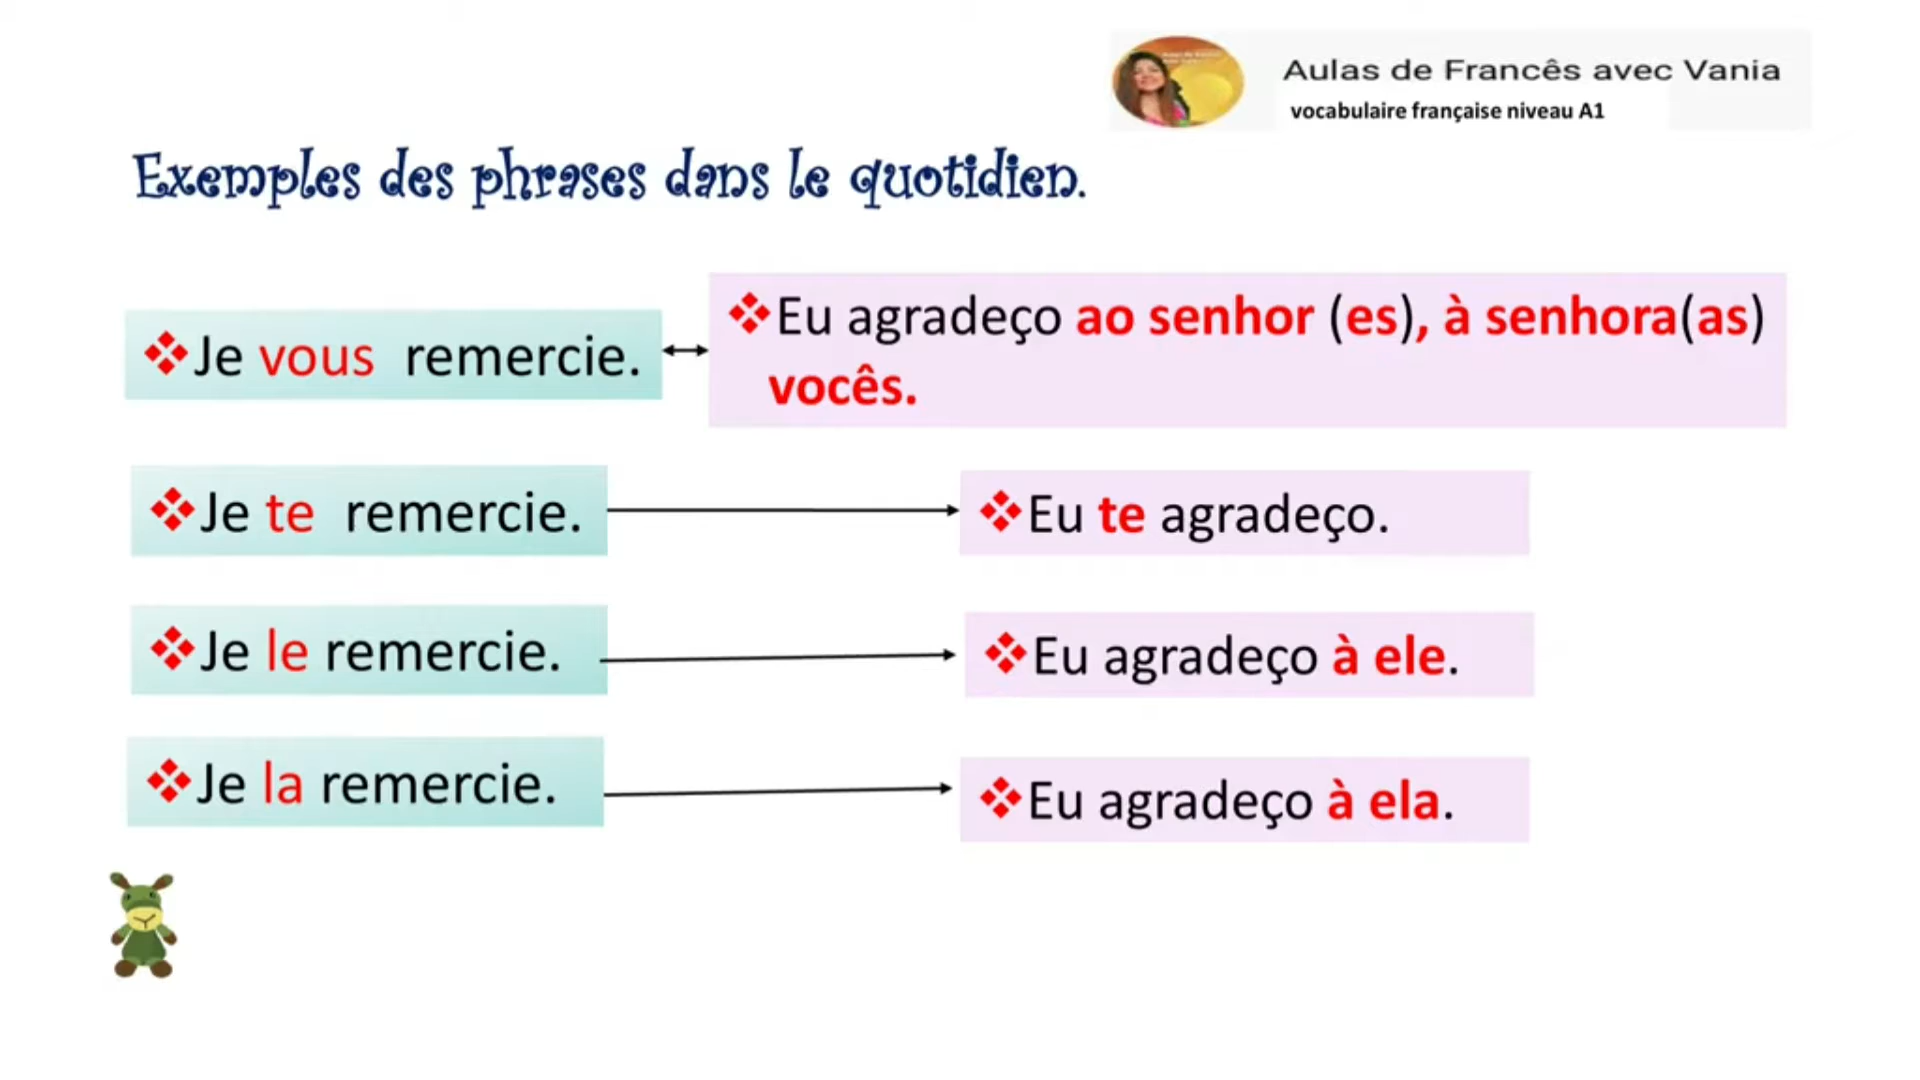 Aulas de Francês avec Vania
vocabulaire française niveau A1
Exemples des phrases dans le quotidien.
Je vous remercie.
Eu agradeço ao senhor (es), à senhora(as)
vocês.
Je te remercie.
Eu te agradeço.
Je le remercie.
Eu agradeço à ele.
Je la remercie.
Eu agradeço à ela.